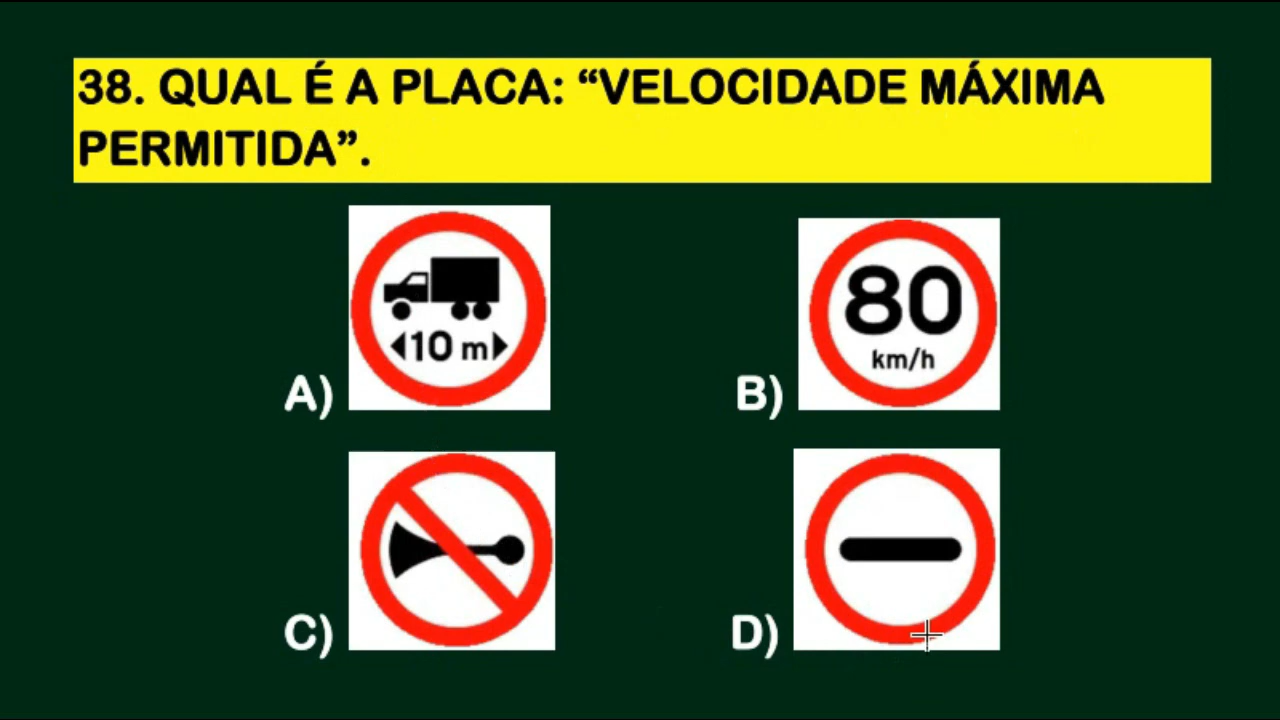 38. QUAL É A PLACA: “VELOCIDADE MÁXIMA
PERMITIDA”.
10 m
A)
80
km/h
B)
C)
D)